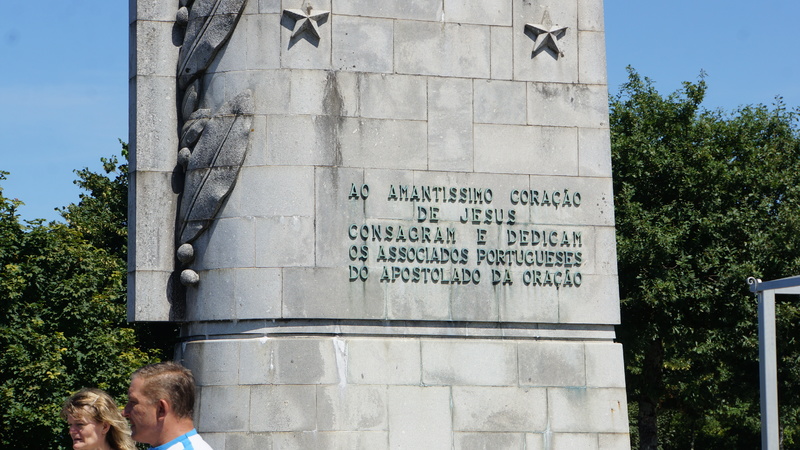 AO AMANTISSIMO CORAÇÃO
DE JESUS
CONSAGRAM E DEDICAM
OS ASSOCIADOS PORTUGUESES
DO APOSTOLADO DA ORAÇÃO